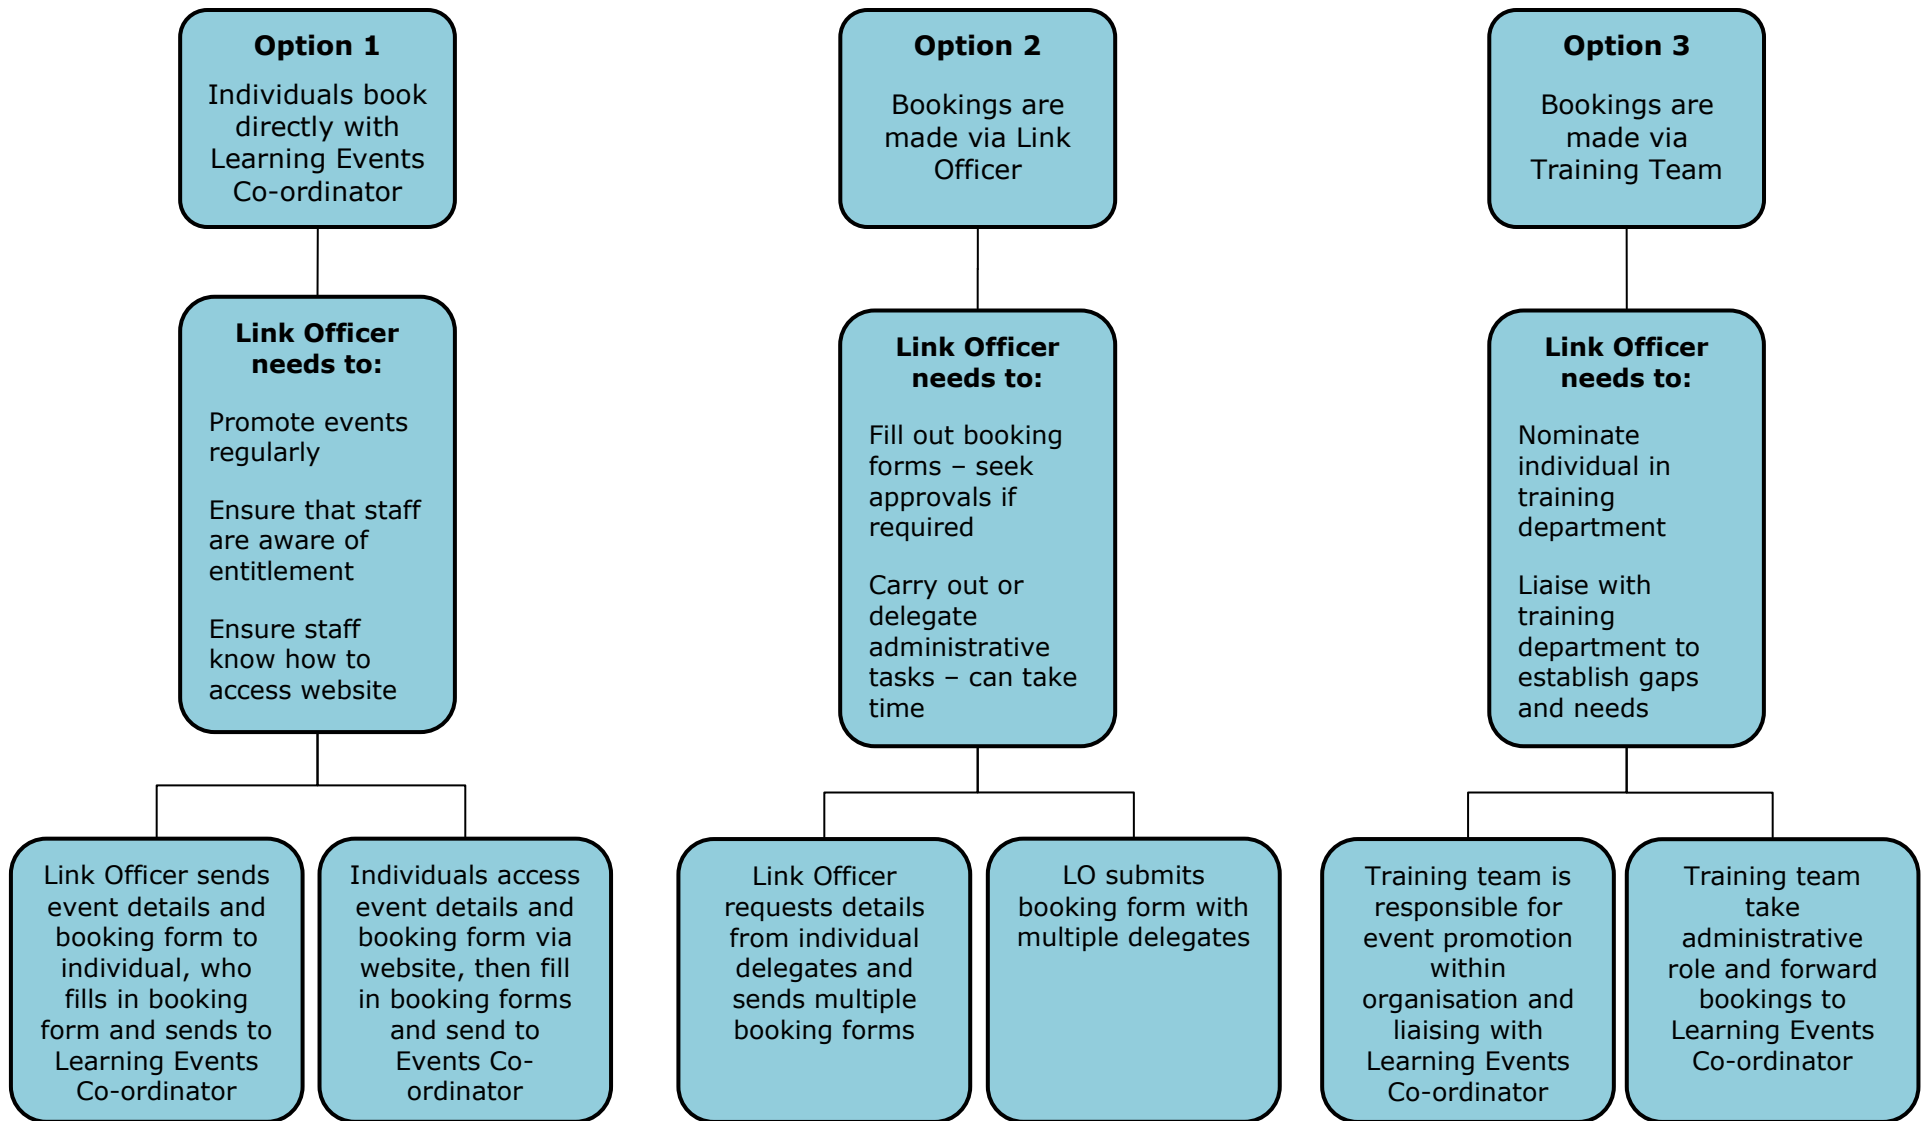 Option 1
Individuals book
directly with
Learning Events
Co-ordinator
Link Officer
needs to:
Promote events
regularly
Ensure that staff
are aware of
entitlement
Ensure staff
know how to
access website
Link Officer sends
event details and
booking form to
individual, who
fills in booking
form and sends to
Learning Events
Co-ordinator
Individuals access
event details and
booking form via
website, then fill
in booking forms
and send to
Events Co-
ordinator
Option 2
Bookings are
made via Link
Officer
Link Officer
needs to:
Fill out booking
forms – seek
approvals if
required
Carry out or
delegate
administrative
tasks – can take
time
Link Officer
requests details
from individual
delegates and
sends multiple
booking forms
LO submits
booking form with
multiple delegates
Option 3
Bookings are
made via
Training Team
Link Officer
needs to:
Nominate
individual in
training
department
Liaise with
training
department to
establish gaps
and needs
Training team is
responsible for
event promotion
within
organisation and
liaising with
Learning Events
Co-ordinator
Training team
take
administrative
role and forward
bookings to
Learning Events
Co-ordinator